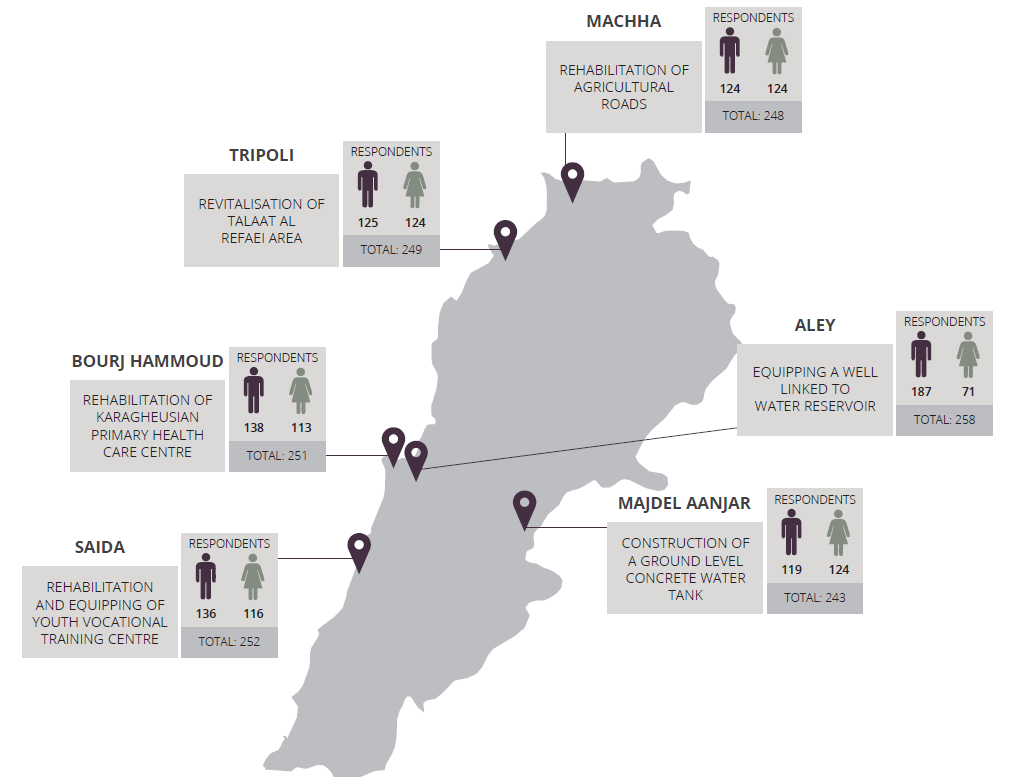 MACHHA
REHABILITATION OF
AGRICULTURAL
ROADS
RESPONDENTS
124 124
TOTAL: 248
TRIPOLI
REVITALISATION OF
TALAAT AL
REFAEI AREA
RESPONDENTS
125 124
TOTAL: 249
ALEY
EQUIPPING A WELL
LINKED TO
WATER RESERVOIR
RESPONDENTS
187 71
TOTAL: 258
BOURJ HAMMOUD
REHABILITATION OF
KARAGHEUSIAN
PRIMARY HEALTH
CARE CENTRE
RESPONDENTS
138 113
TOTAL: 251
MAJDEL AANJAR
CONSTRUCTION OF
A GROUND LEVEL
CONCRETE WATER
TANK
RESPONDENTS
119 124
TOTAL: 243
SAIDA
REHABILITATION
AND EQUIPPING OF
YOUTH VOCATIONAL
TRAINING CENTRE
RESPONDENTS
136 116
TOTAL: 252